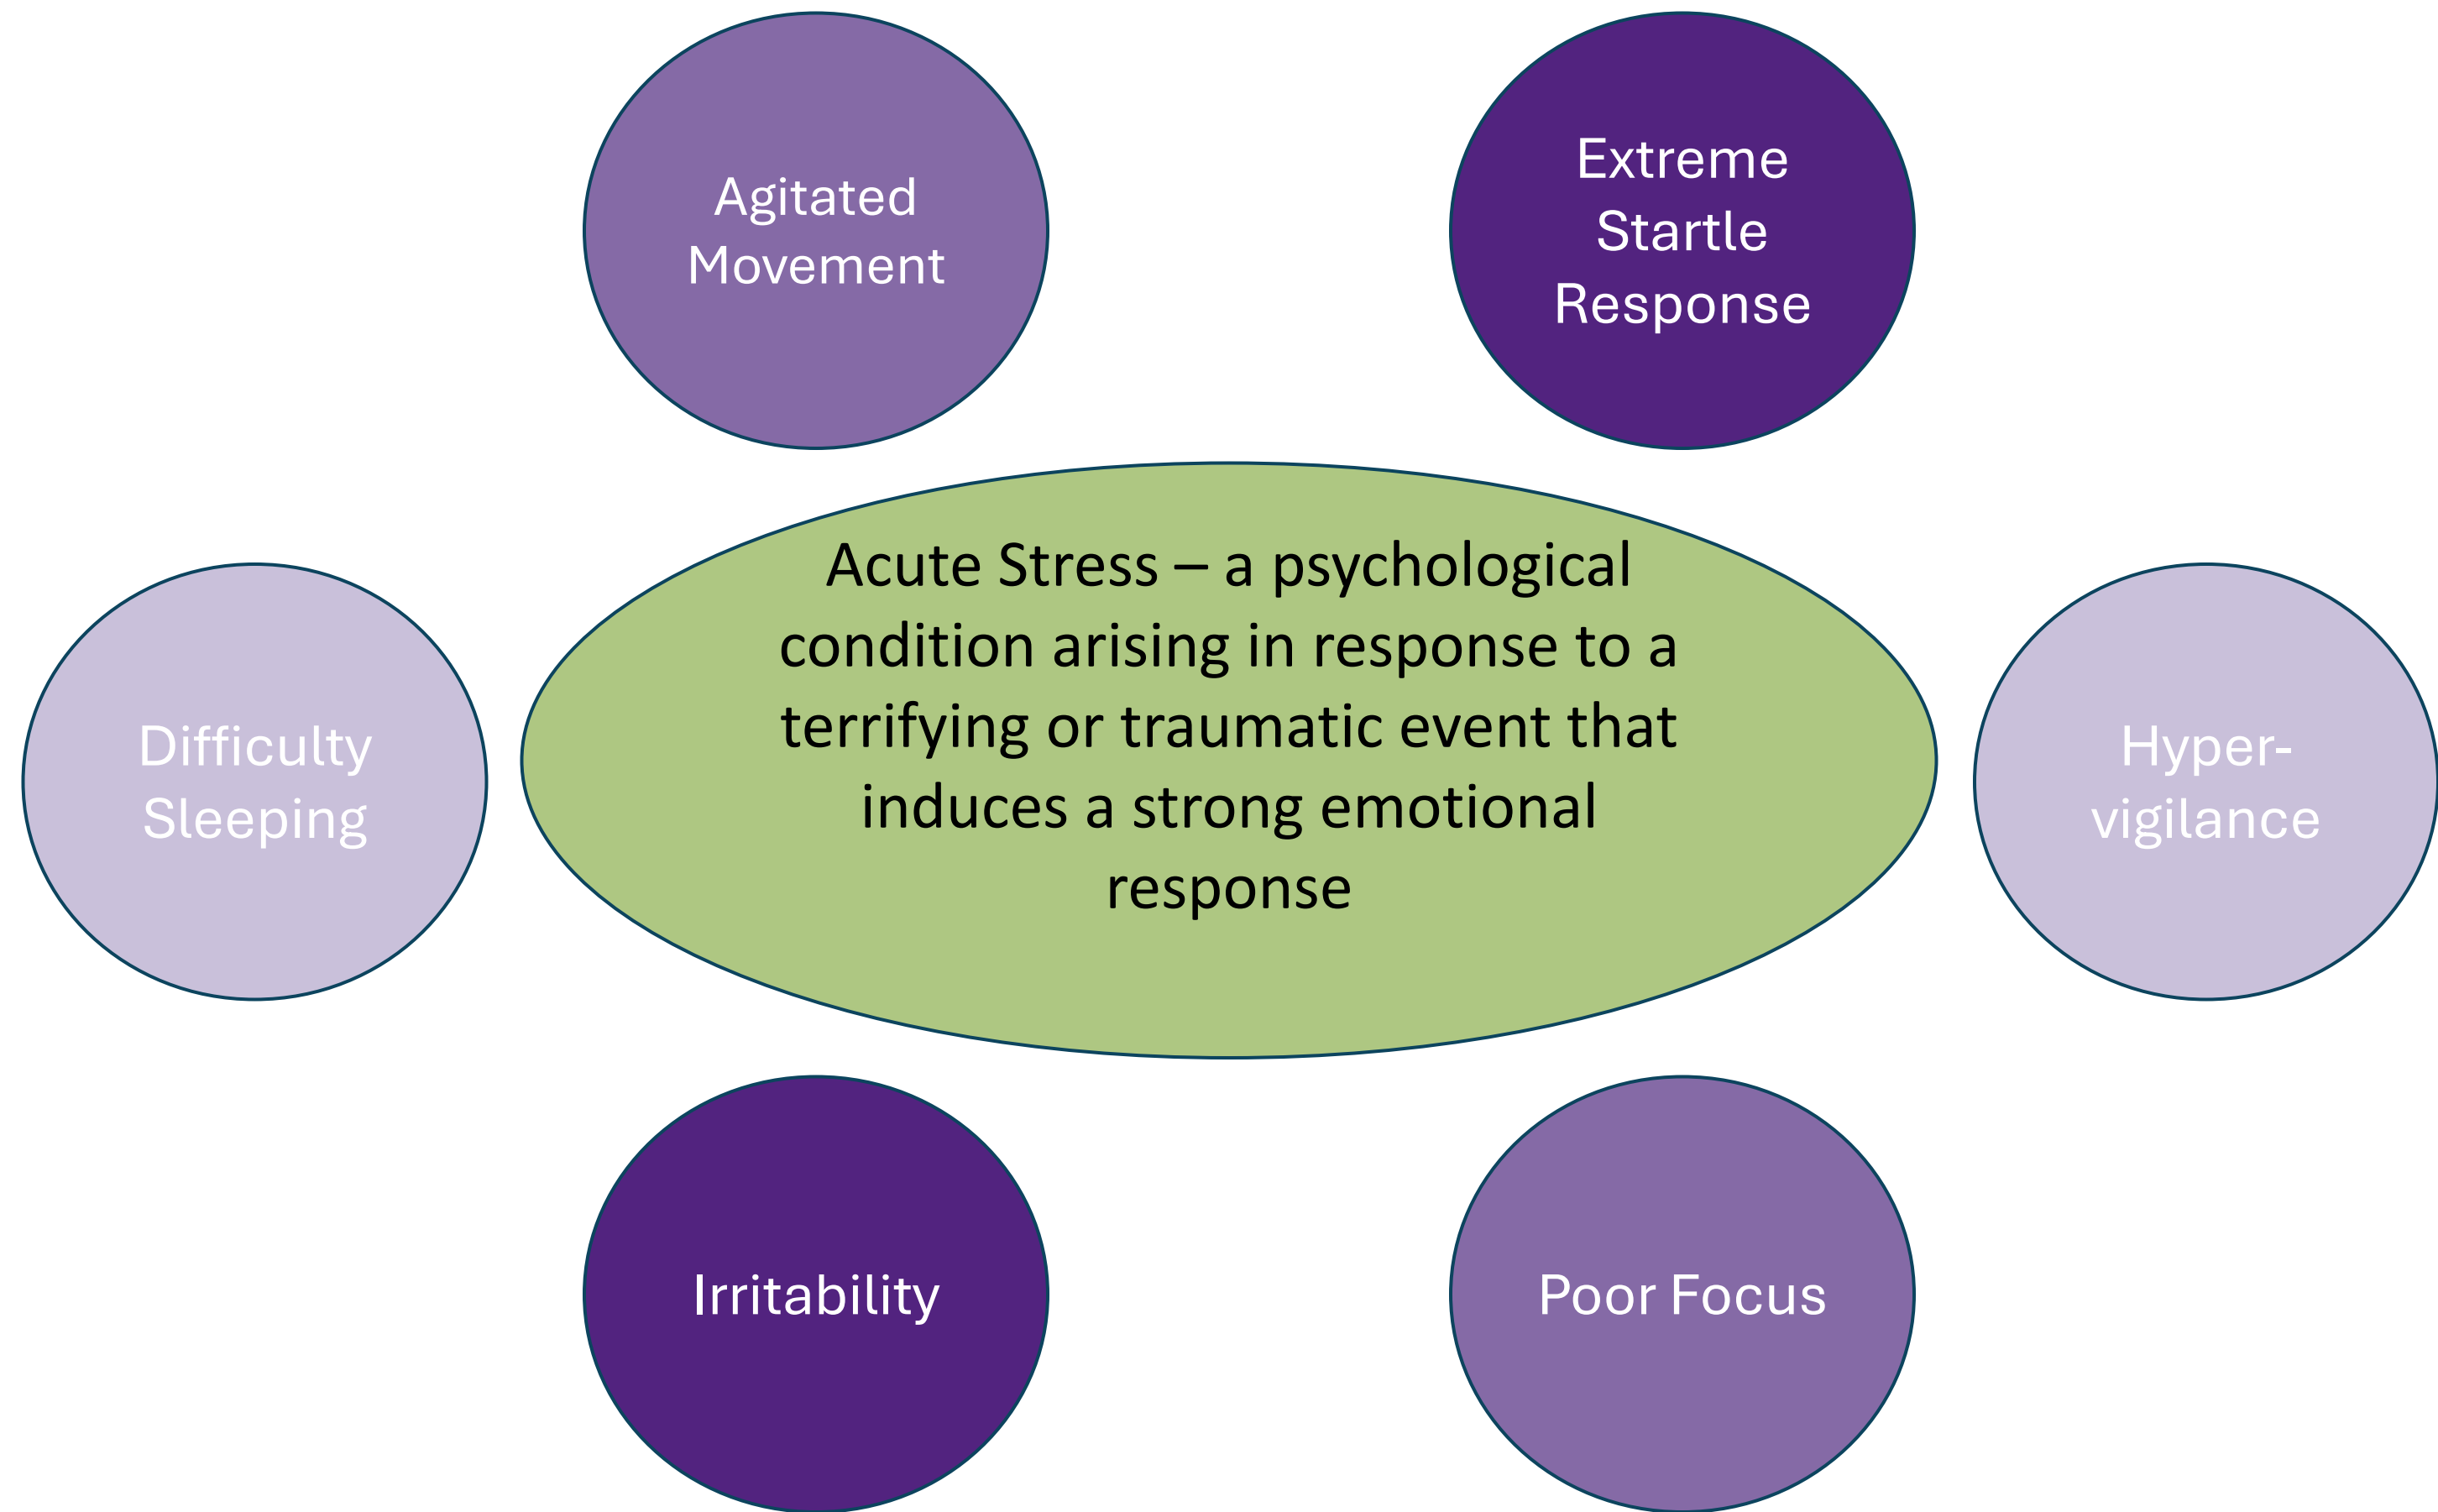 Agitated
Movement
Extreme
Startle
Response
Acute Stress – a psychological
condition arising in response to a
terrifying or traumatic event that
induces a strong emotional
response
Difficulty
Sleeping
Hyper-
vigilance
Irritability
Poor Focus